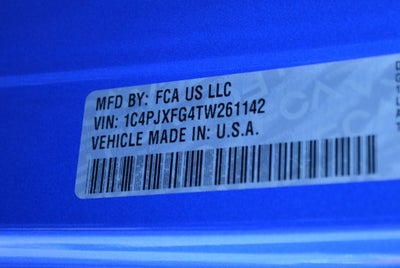 MFD BY: FCA US LLC
VIN: 1C4PJXFG4TW261142
VEHICLE MADE IN: U.S.A.